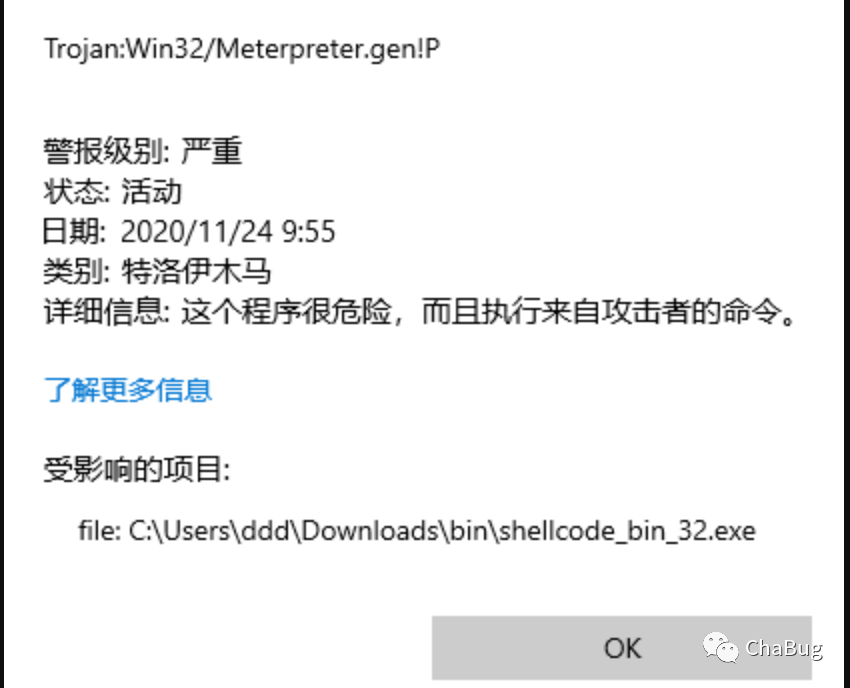 Trojan:Win32/Meterpreter.gen!P
警报级别: 严重
状态: 活动
日期: 2020/11/24 9:55
类别: 特洛伊木马
详细信息: 这个程序很危险，而且执行来自攻击者的命令。
了解更多信息
受影响的项目:
file: C:\Users\ddd\Downloads\bin\shellcode_bin_32.exe
OK
ChaBug